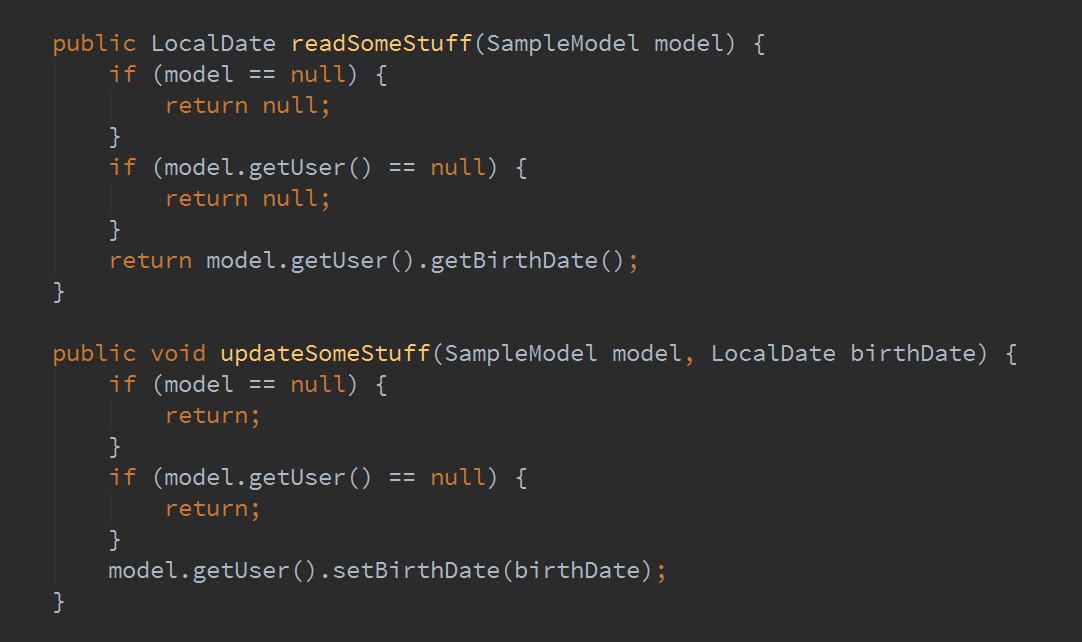 public LocalDate readSomeStuff(SampleModel model) {
    if (model == null) {
        return null;
    }
    if (model.getUser() == null) {
        return null;
    }
    return model.getUser().getBirthDate();
}

public void updateSomeStuff(SampleModel model, LocalDate birthDate) {
    if (model == null) {
        return;
    }
    if (model.getUser() == null) {
        return;
    }
    model.getUser().setBirthDate(birthDate);
}